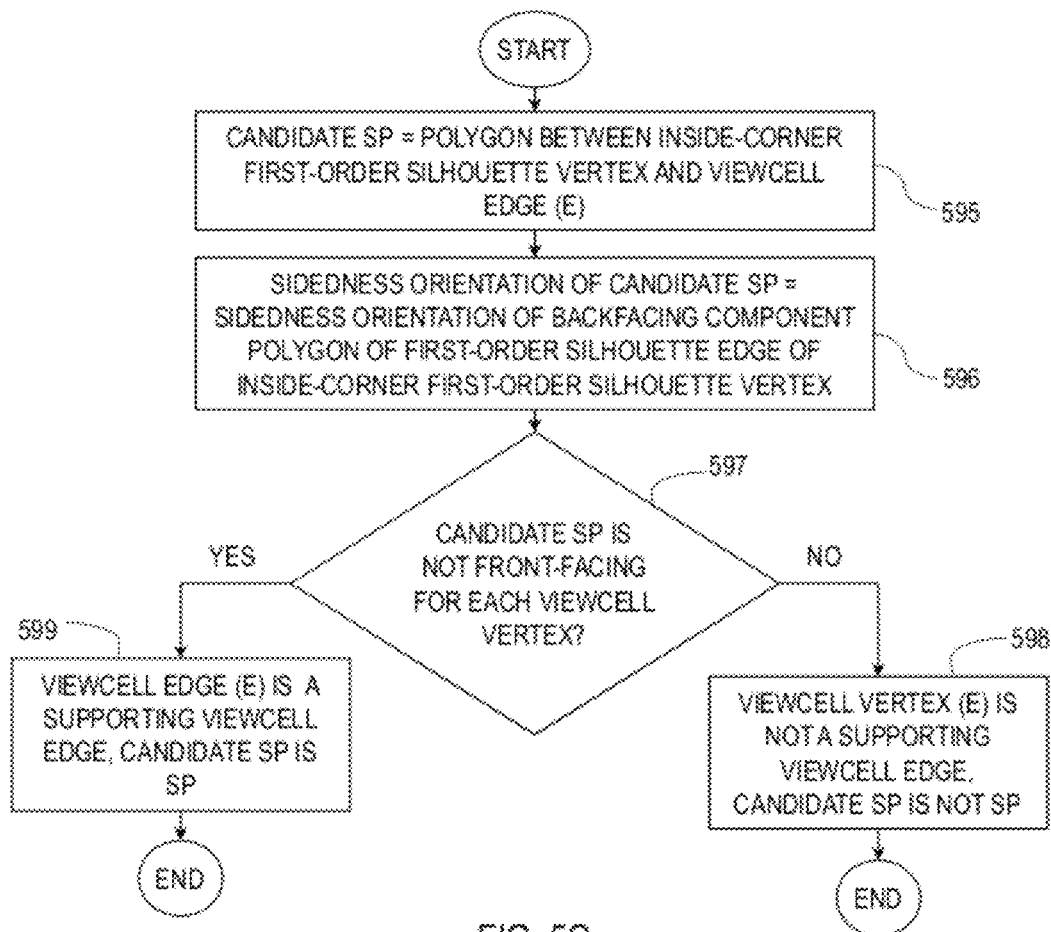 START
CANDIDATE SP = POLYGON BETWEEN INSIDE-CORNER
FIRST-ORDER SILHOUETTE VERTEX AND VIEWCELL
EDGE (E)
595
SIDEDNESS ORIENTATION OF CANDIDATE SP =
SIDEDNESS ORIENTATION OF BACKFACING COMPONENT
POLYGON OF FIRST-ORDER SILHOUETTE EDGE OF
INSIDE-CORNER FIRST-ORDER SILHOUETTE VERTEX
596
597
CANDIDATE SP IS
NOT FRONT-FACING
FOR EACH VIEWCELL
VERTEX?
YES
NO
599
VIEWCELL EDGE (E) IS A
SUPPORTING VIEWCELL
EDGE, CANDIDATE SP IS
SP
END
598
VIEWCELL VERTEX (E) IS
NOT A SUPPORTING
VIEWCELL EDGE,
CANDIDATE SP IS NOT SP
END